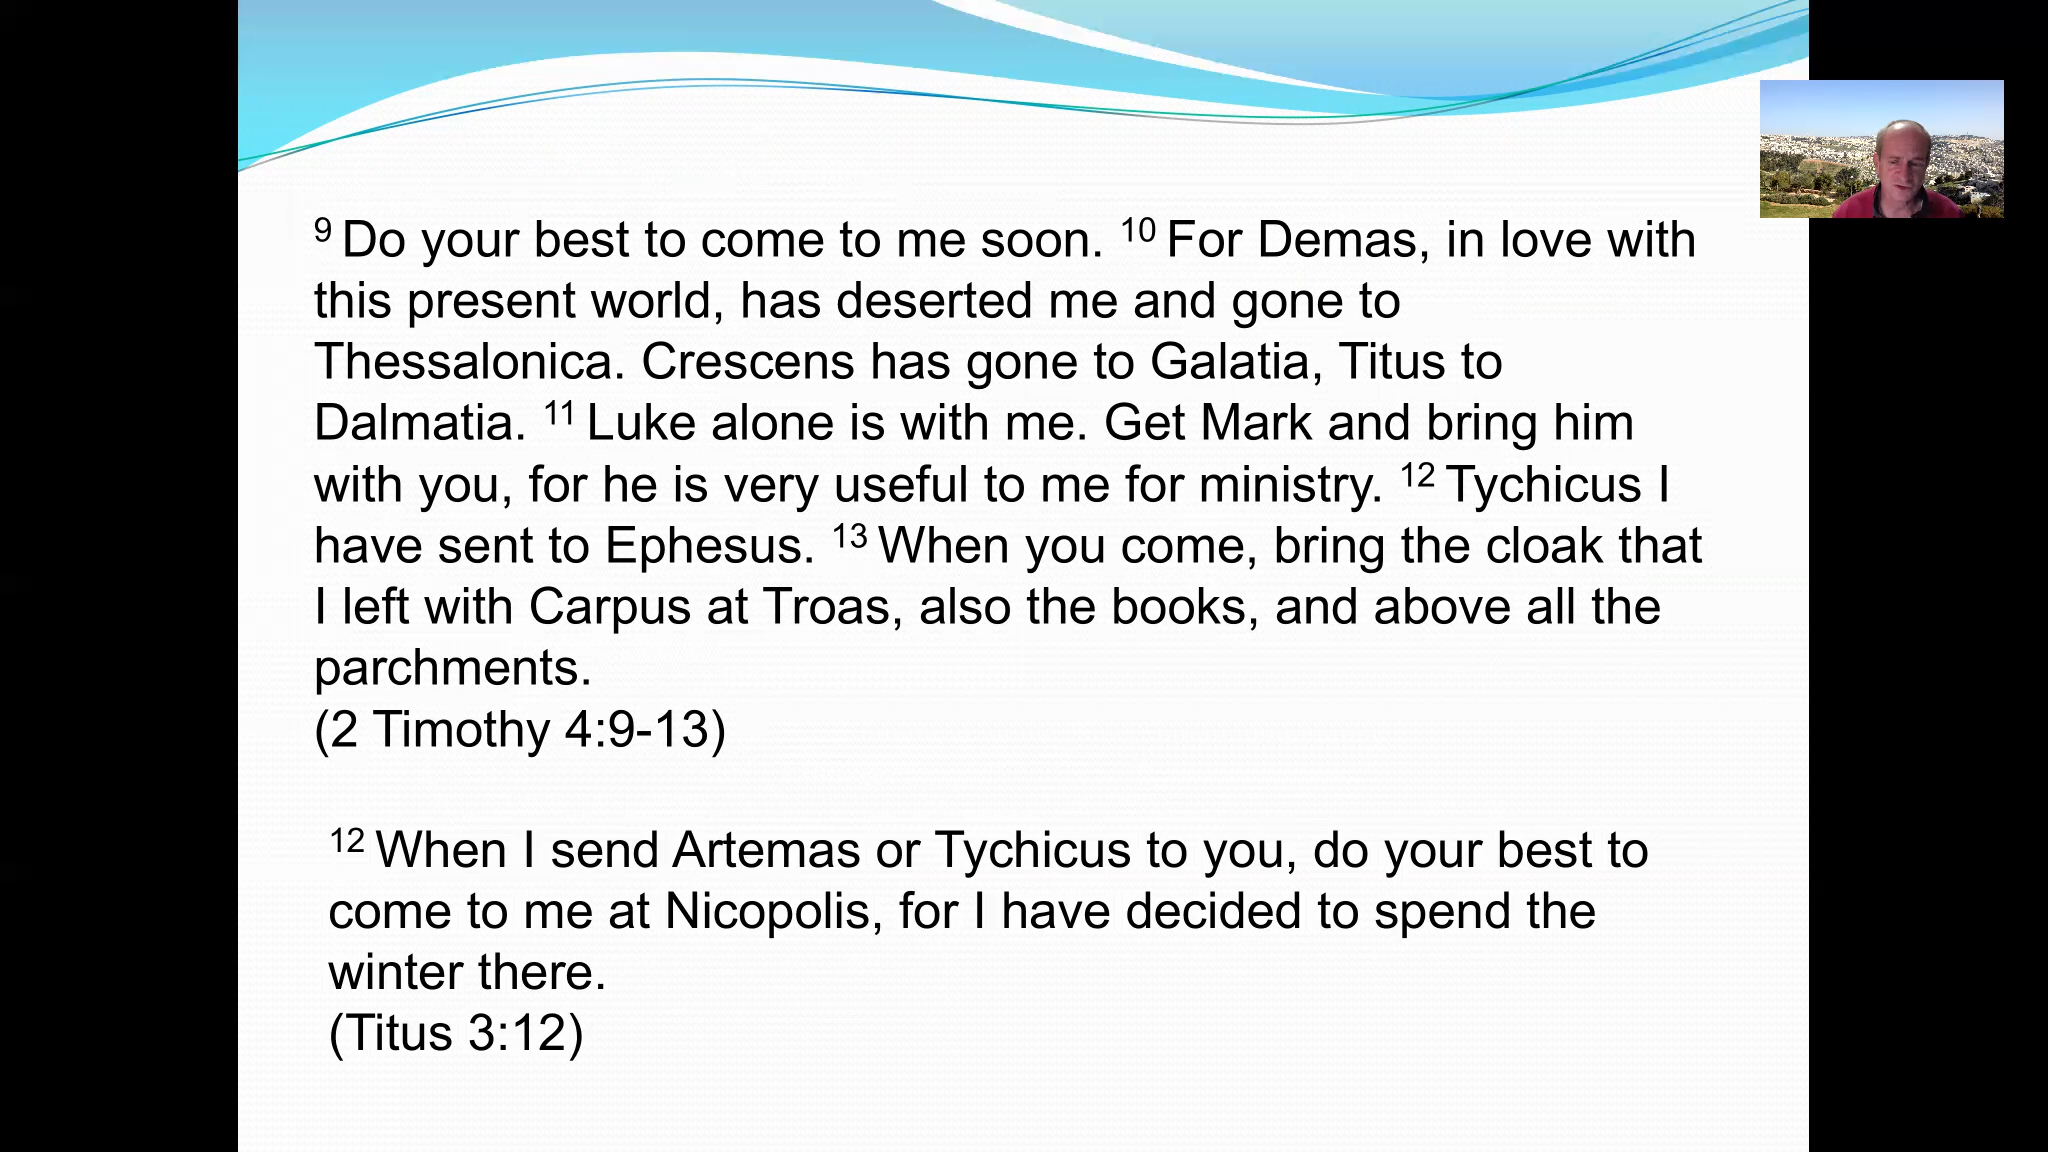 9 Do your best to come to me soon. 10 For Demas, in love with
this present world, has deserted me and gone to
Thessalonica. Crescens has gone to Galatia, Titus to
Dalmatia. 11 Luke alone is with me. Get Mark and bring him
with you, for he is very useful to me for ministry. 12 Tychicus I
have sent to Ephesus. 13 When you come, bring the cloak that
I left with Carpus at Troas, also the books, and above all the
parchments.
(2 Timothy 4:9-13)
12 When I send Artemas or Tychicus to you, do your best to
come to me at Nicopolis, for I have decided to spend the
winter there.
(Titus 3:12)